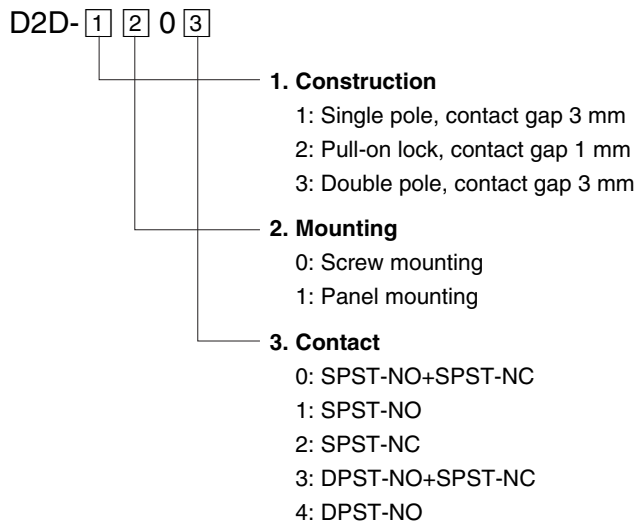 D2D- 1 2 0 3
1. Construction
1: Single pole, contact gap 3 mm
2: Pull-on lock, contact gap 1 mm
3: Double pole, contact gap 3 mm
2. Mounting
0: Screw mounting
1: Panel mounting
3. Contact
0: SPST-NO+SPST-NC
1: SPST-NO
2: SPST-NC
3: DPST-NO+SPST-NC
4: DPST-NO